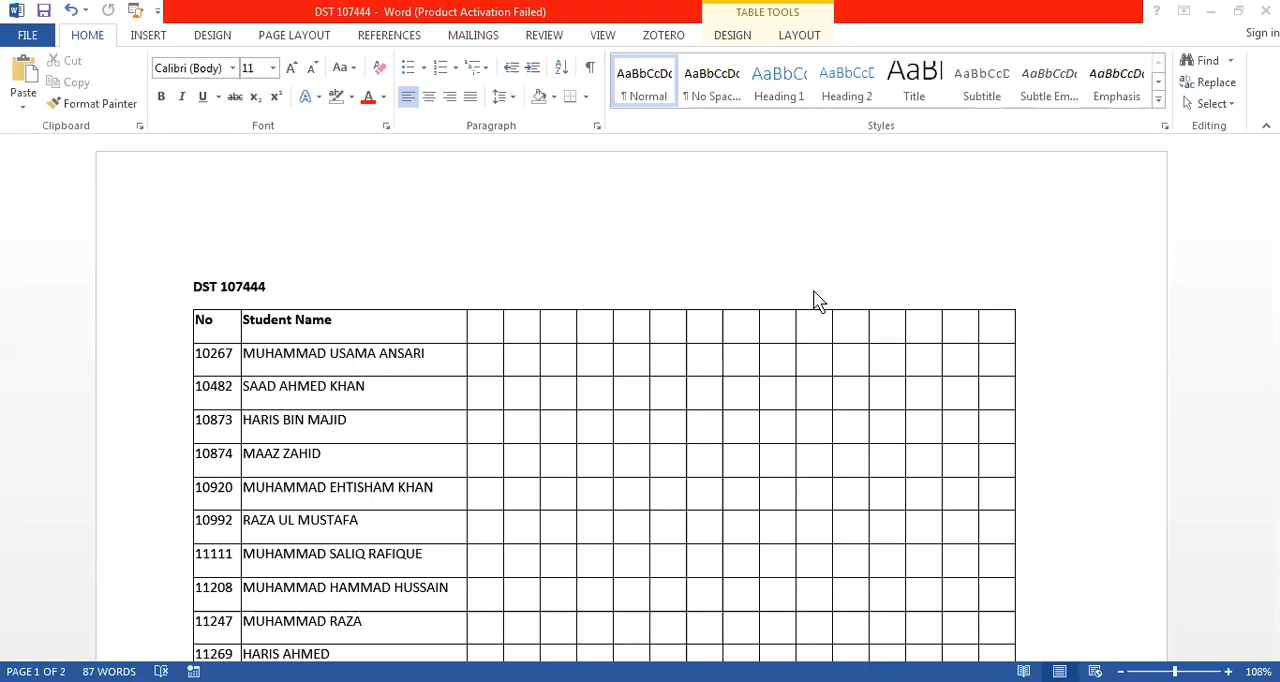 DST 107444 - Word (Product Activation Failed)
TABLE TOOLS
?
FILE HOME INSERT DESIGN PAGE LAYOUT REFERENCES MAILINGS REVIEW VIEW ZOTERO DESIGN LAYOUT Sign in
Paste
Cut
Copy
Format Painter
Clipboard
Calibri (Body) 11
Font
Paragraph
AaBbCcDc AaBbCcDc AaBbCc AaBbCcD AaBl AaBbCcD AaBbCcDc AaBbCcDc
¶ Normal ¶ No Spac... Heading 1 Heading 2 Title Subtitle Subtle Em... Emphasis
Styles
Find
Replace
Select
Editing
DST 107444
No Student Name
10267 MUHAMMAD USAMA ANSARI
10482 SAAD AHMED KHAN
10873 HARIS BIN MAJID
10874 MAAZ ZAHID
10920 MUHAMMAD EHTISHAM KHAN
10992 RAZA UL MUSTAFA
11111 MUHAMMAD SALIQ RAFIQUE
11208 MUHAMMAD HAMMAD HUSSAIN
11247 MUHAMMAD RAZA
11269 HARIS AHMED
PAGE 1 OF 2 87 WORDS 108%